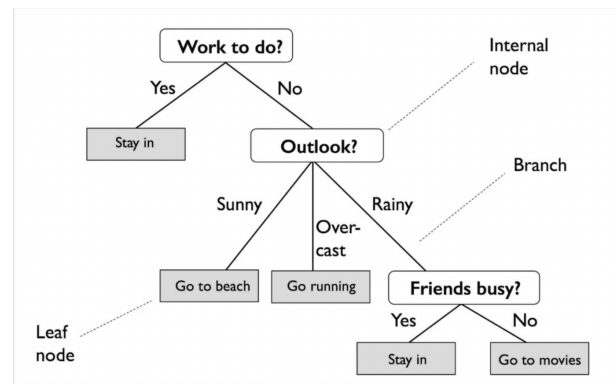 Work to do?
Internal
node
Yes
No
Stay in
Outlook?
Branch
Sunny
Over-
cast
Rainy
Go to beach
Go running
Friends busy?
Leaf
node
Yes
No
Stay in
Go to movies